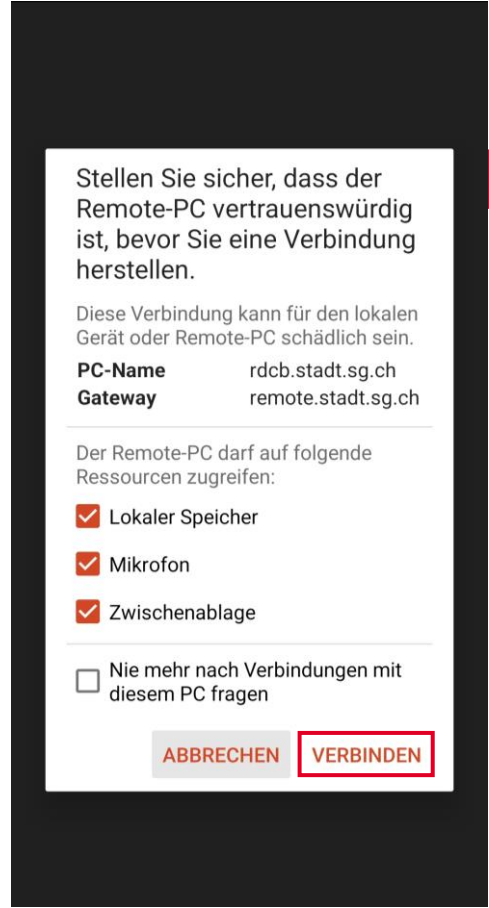 Stellen Sie sicher, dass der
Remote-PC vertrauenswürdig
ist, bevor Sie eine Verbindung
herstellen.
Diese Verbindung kann für den lokalen
Gerät oder Remote-PC schädlich sein.
PC-Name rdcb.stadt.sg.ch
Gateway remote.stadt.sg.ch
Der Remote-PC darf auf folgende
Ressourcen zugreifen:
Lokaler Speicher
Mikrofon
Zwischenablage
Nie mehr nach Verbindungen mit
diesem PC fragen
ABBRECHEN VERBINDEN